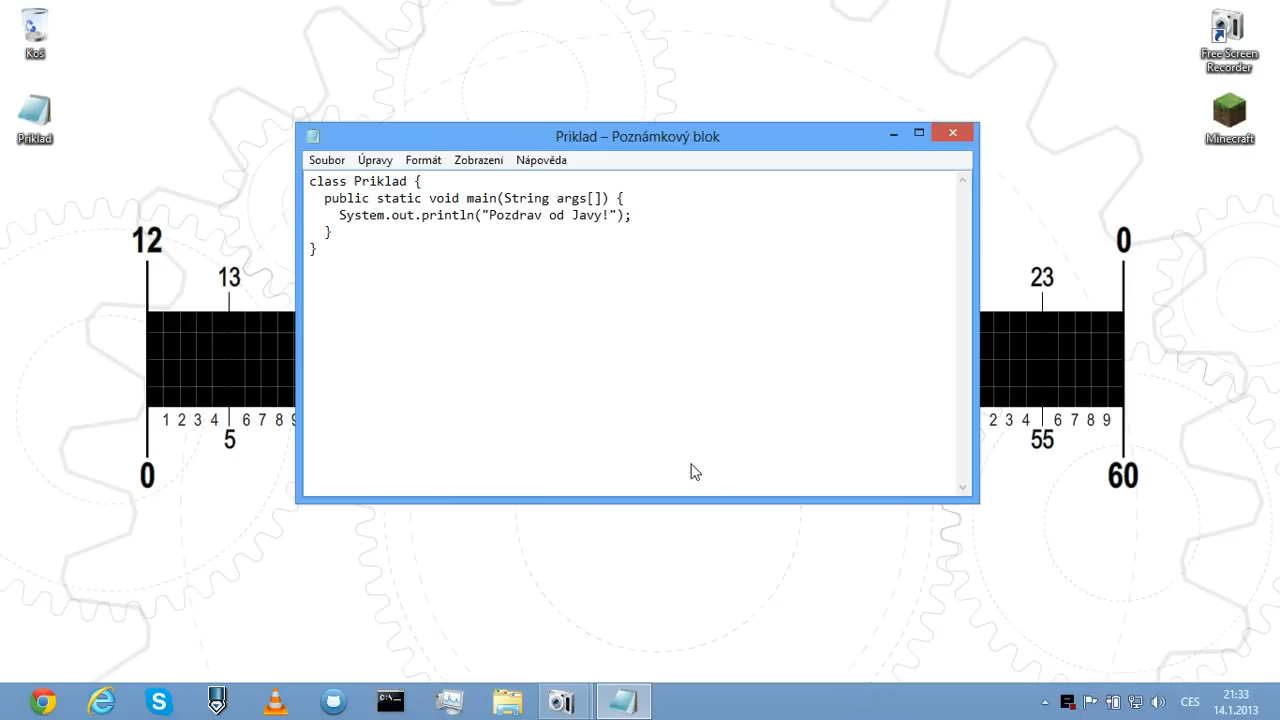 Koš
Priklad
Free Screen
Recorder
Minecraft
Priklad – Poznámkový blok
Soubor Úpravy Formát Zobrazení Nápověda
class Priklad {
public static void main(String args[]) {
System.out.println("Pozdrav od Javy!");
}
}
12
13
23
0
1 2 3 4 6 7 8 9
2 3 4 6 7 8 9
5
55
0
60
C:\_
CES
21:33
14.1.2013